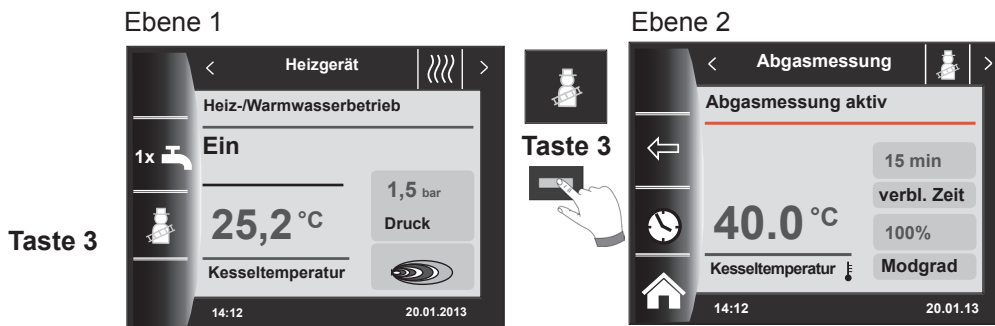 Ebene 1
Heizgerät
Heiz-/Warmwasserbetrieb
Ein
1x
1,5 bar
Druck
25,2 °C
Kesseltemperatur
14:12
20.01.2013
Taste 3
Taste 3
Ebene 2
Abgasmessung
Abgasmessung aktiv
15 min
verbl. Zeit
40.0 °C
100%
Modgrad
Kesseltemperatur
14:12
20.01.13